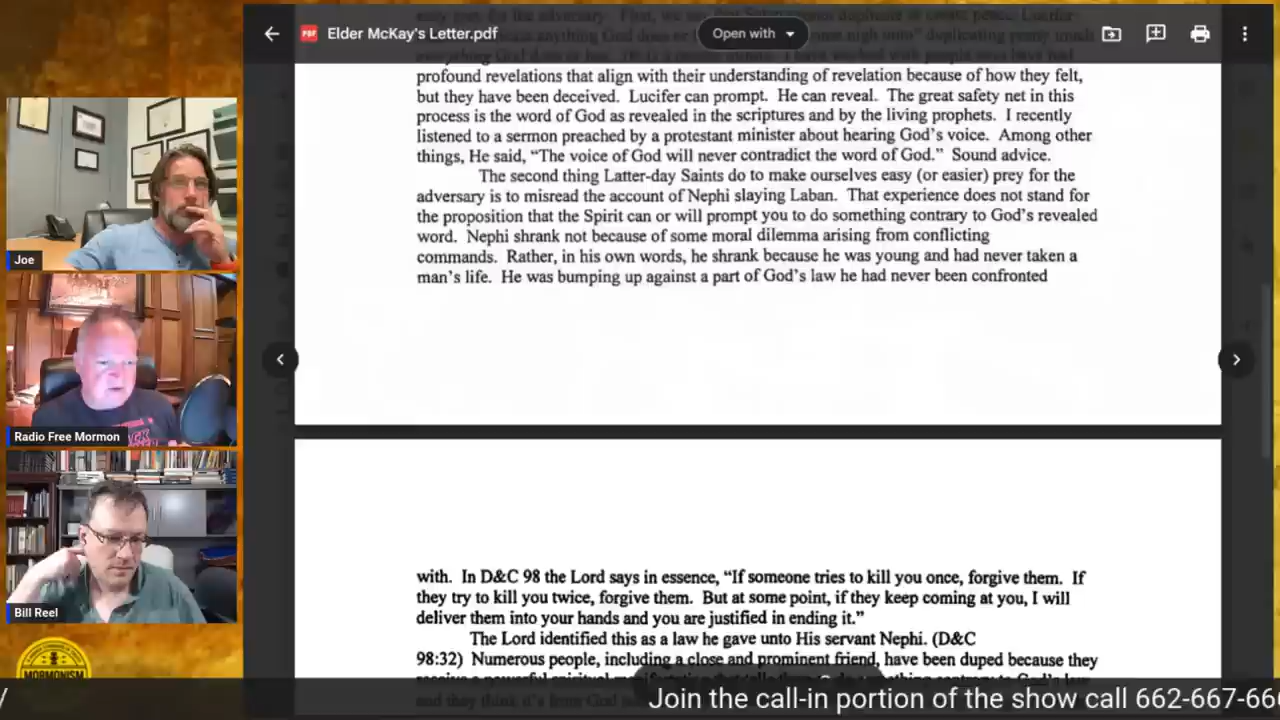 Elder McKay's Letter.pdf
Open with
profound revelations that align with their understanding of revelation because of how they felt,
but they have been deceived. Lucifer can prompt. He can reveal. The great safety net in this
process is the word of God as revealed in the scriptures and by the living prophets. I recently
listened to a sermon preached by a protestant minister about hearing God's voice. Among other
things, He said, “The voice of God will never contradict the word of God.” Sound advice.
The second thing Latter-day Saints do to make ourselves easy (or easier) prey for the
adversary is to misread the account of Nephi slaying Laban. That experience does not stand for
the proposition that the Spirit can or will prompt you to do something contrary to God's revealed
word. Nephi shrank not because of some moral dilemma arising from conflicting
commands. Rather, in his own words, he shrank because he was young and had never taken a
man's life. He was bumping up against a part of God's law he had never been confronted
with. In D&C 98 the Lord says in essence, “If someone tries to kill you once, forgive them. If
they try to kill you twice, forgive them. But at some point, if they keep coming at you, I will
deliver them into your hands and you are justified in ending it.”
The Lord identified this as a law he gave unto His servant Nephi. (D&C
98:32) Numerous people, including a close and prominent friend, have been duped because they
Joe
Radio Free Mormon
Bill Reel
MORMONISM
Join the call-in portion of the show call 662-667-66